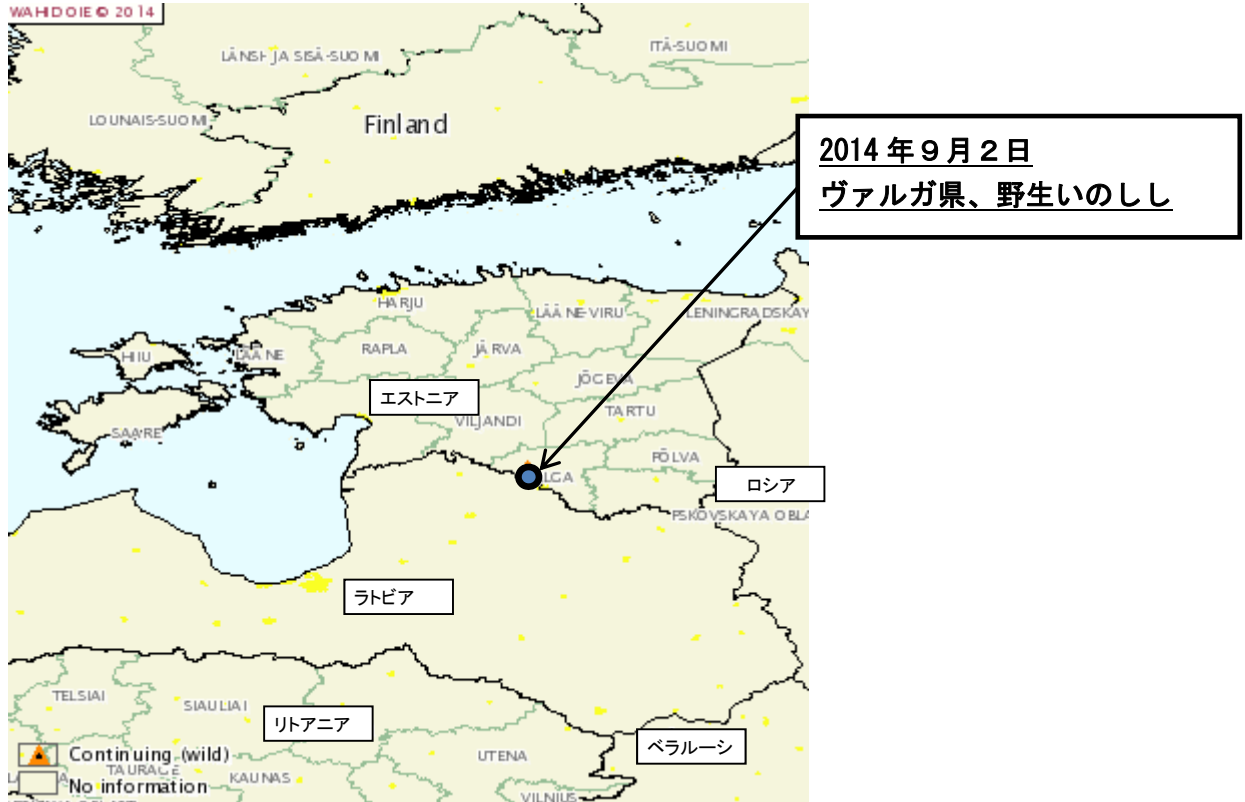 WAHIDOIE © 2014
LÄNSI- JA SISÄ-SUOMI
ITÄ-SUOMI
LOUNAIS-SUOMI
Finland
2014年9月2日
ヴァルガ県、野生いのしし
HARJU
LÄÄNE-VIRU
LENINGRADSKAY
HIIU
LÄÄNE
RAPLA
JÄRVA
JÕGEVA
エストニア
VILJANDI
TARTU
SAARE
PÕLVA
LGA
ロシア
PSKOVSKAYA OBLA
ラトビア
TELSIAI
SIAULIAI
リトアニア
ベラルーシ
UTENA
Continuing (wild)
TAURAGE
KAUNAS
No information
VILNIUS